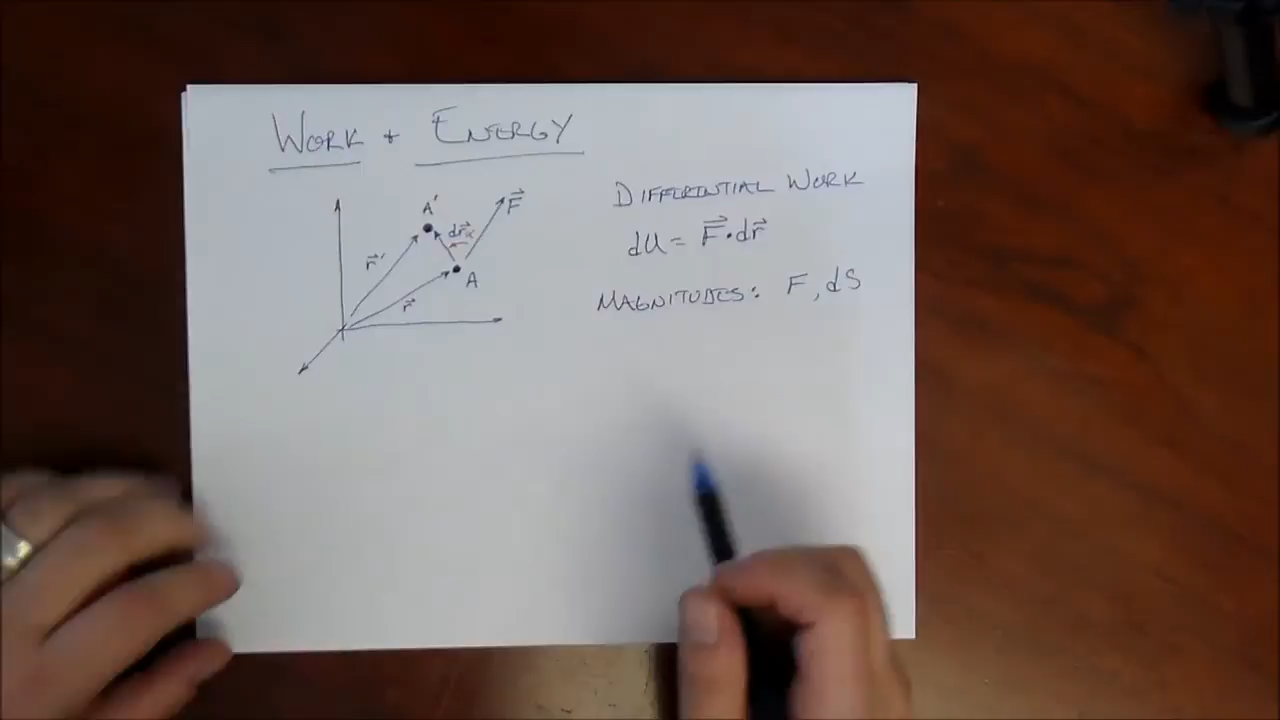 WORK + ENERGY
A'
F⃗
dr⃗ α
r⃗'
A
r⃗
DIFFERENTIAL WORK
dU = F⃗·dr⃗
MAGNITUDES: F, dS